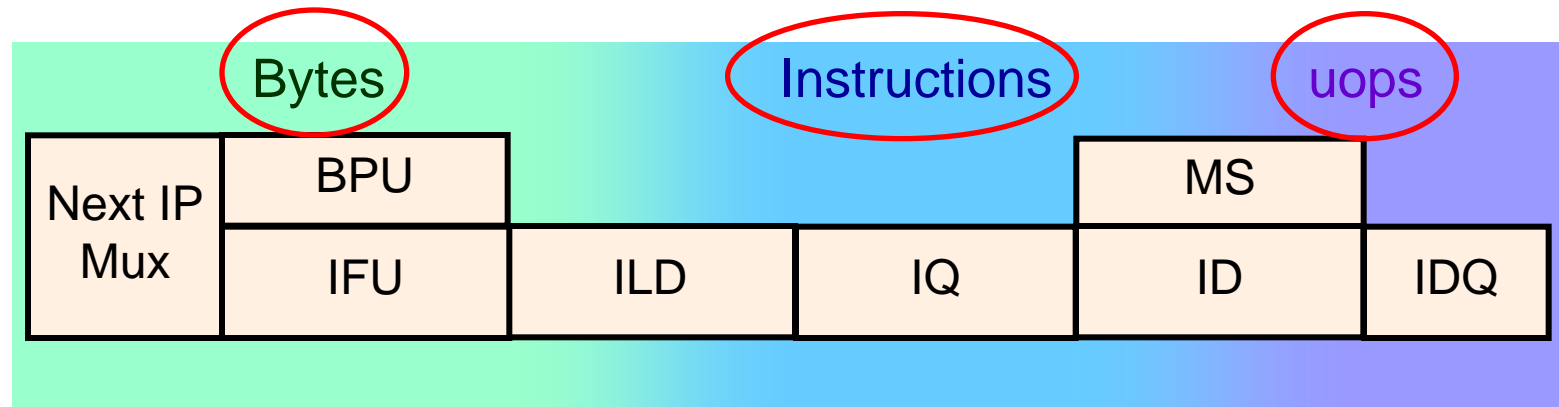 Bytes Instructions uops
BPU MS
Next IP
Mux
IFU ILD IQ ID IDQ